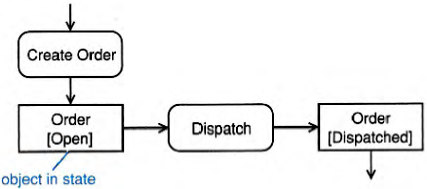 Create Order
Order
[Open]
Dispatch
Order
[Dispatched]
object in state